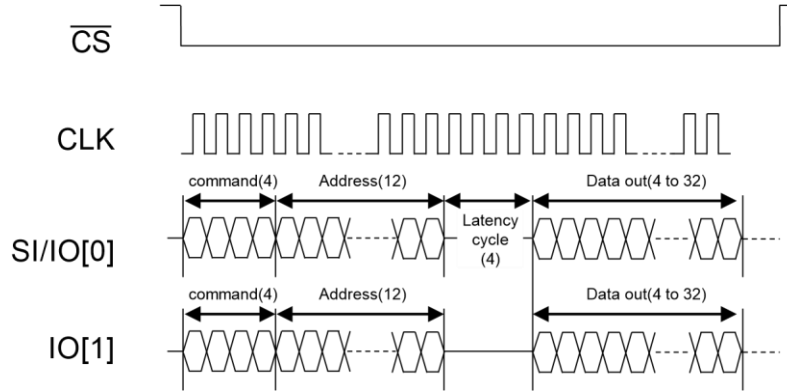 CS
CLK
command(4) Address(12) Data out(4 to 32)
SI/IO[0]
Latency
cycle
(4)
command(4) Address(12) Data out(4 to 32)
IO[1]